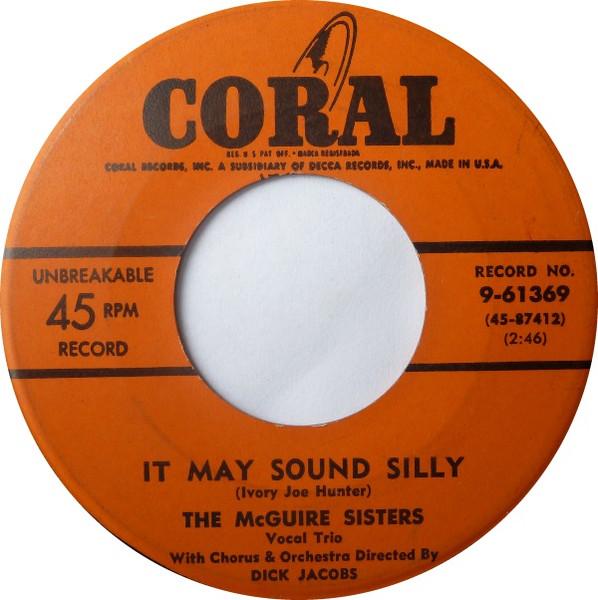 CORAL
REG. U S PAT OFF. • MARCA REGISTRADA
CORAL RECORDS, INC. A SUBSIDIARY OF DECCA RECORDS, INC., MADE IN U.S.A.
UNBREAKABLE
45 RPM
RECORD
RECORD NO.
9-61369
(45-87412)
(2:46)
IT MAY SOUND SILLY
(Ivory Joe Hunter)
THE McGUIRE SISTERS
Vocal Trio
With Chorus & Orchestra Directed By
DICK JACOBS